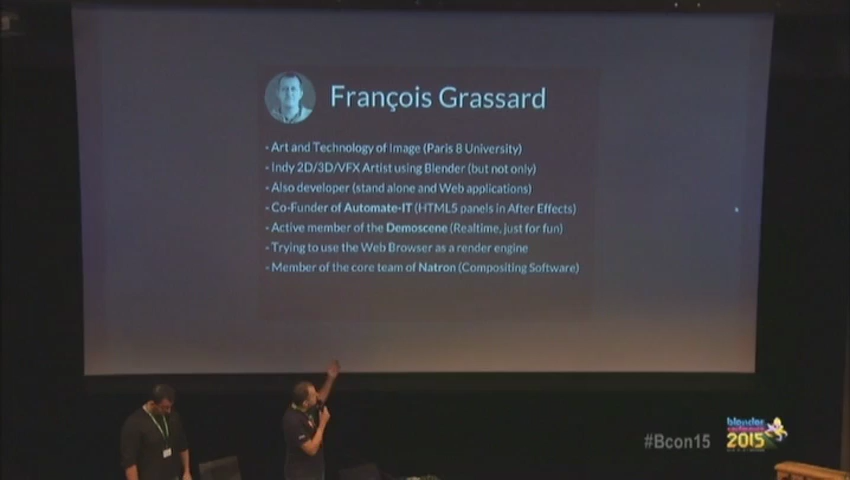 François Grassard
- Art and Technology of Image (Paris 8 University)
- Indy 2D/3D/VFX Artist using Blender (but not only)
- Also developer (stand alone and Web applications)
- Co-Funder of Automate-IT (HTML5 panels in After Effects)
- Active member of the Demoscene (Realtime, just for fun)
- Trying to use the Web Browser as a render engine
- Member of the core team of Natron (Compositing Software)
#Bcon15
blender
2015